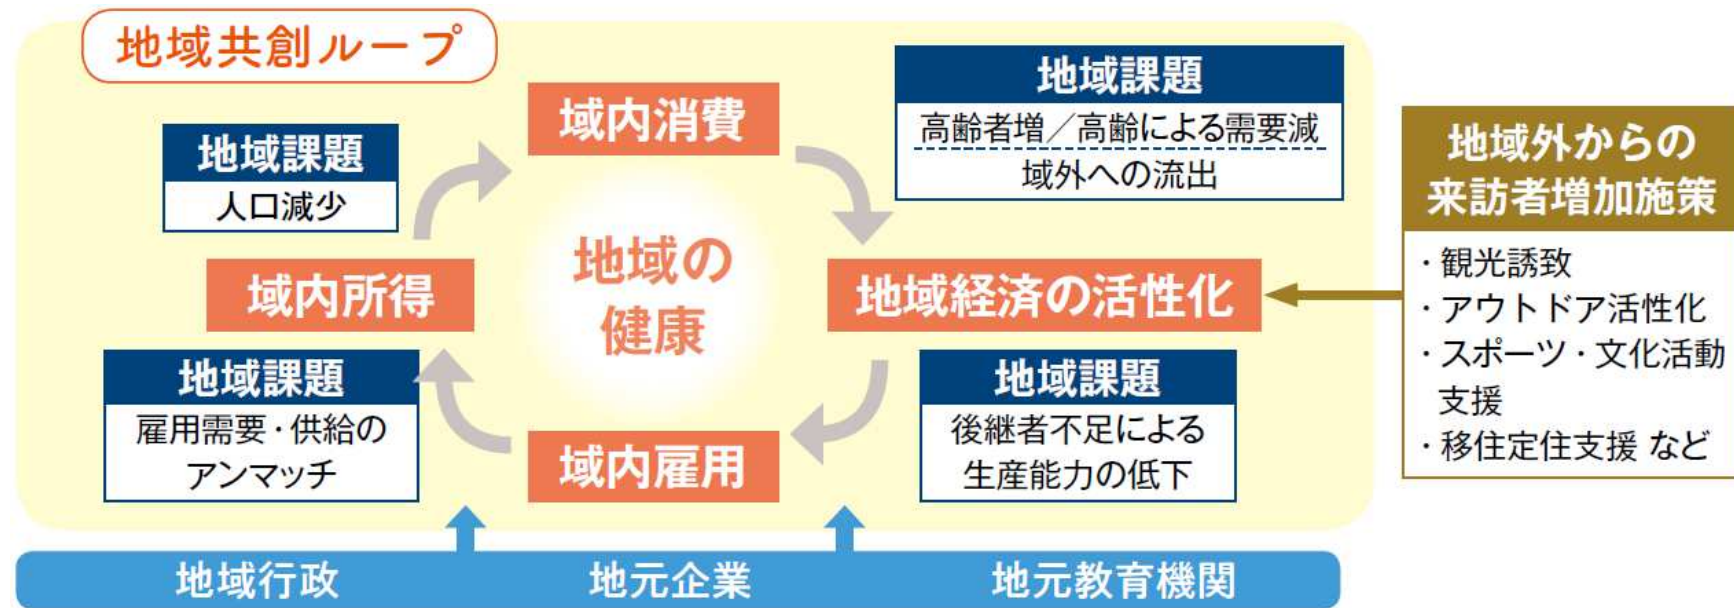 地域共創ループ
域内消費
地域課題
高齢者増／高齢による需要減
域外への流出
地域課題
人口減少
地域外からの
来訪者増加施策
・観光誘致
・アウトドア活性化
・スポーツ・文化活動
支援
・移住定住支援 など
地域の
健康
域内所得
地域経済の活性化
地域課題
雇用需要・供給の
アンマッチ
域内雇用
地域課題
後継者不足による
生産能力の低下
地域行政
地元企業
地元教育機関